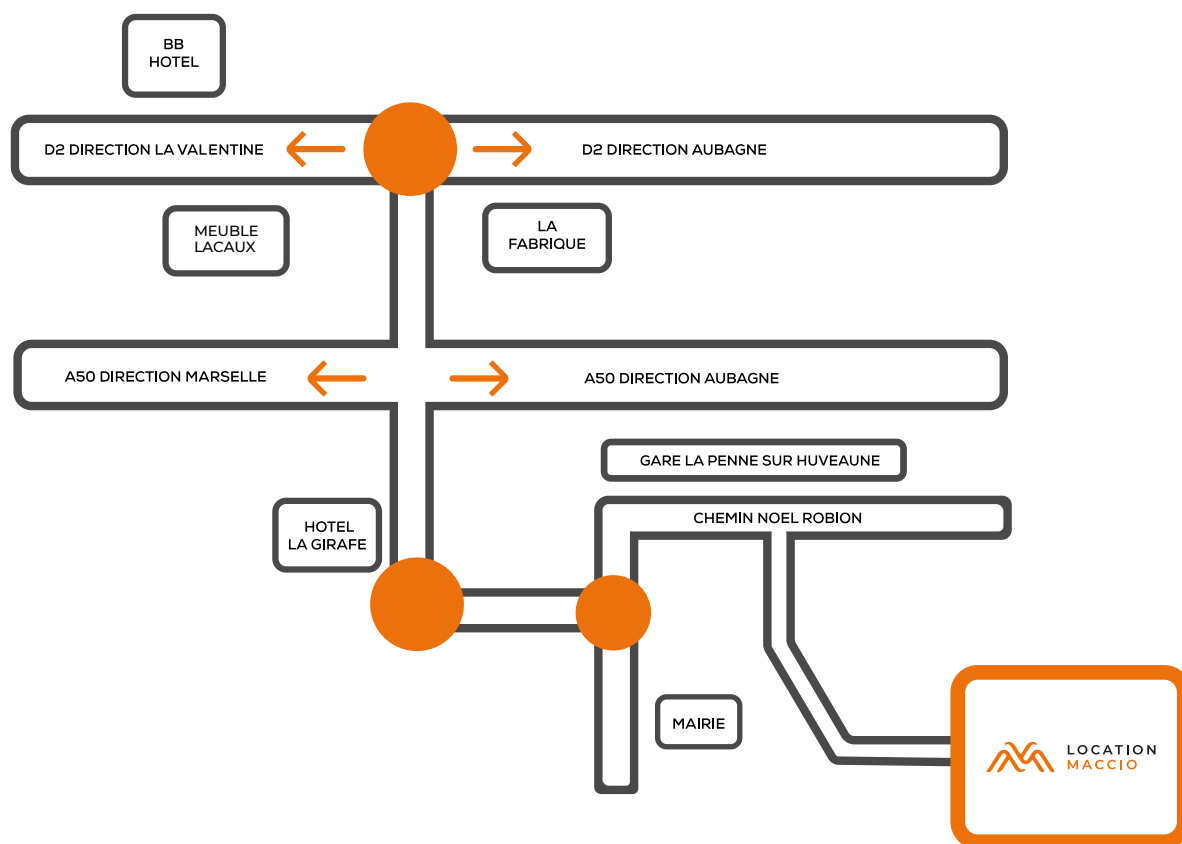 BB
HOTEL
D2 DIRECTION LA VALENTINE
D2 DIRECTION AUBAGNE
MEUBLE
LACAUX
LA
FABRIQUE
A50 DIRECTION MARSELLE
A50 DIRECTION AUBAGNE
GARE LA PENNE SUR HUVEAUNE
CHEMIN NOEL ROBION
HOTEL
LA GIRAFE
MAIRIE
LOCATION
MACCIO